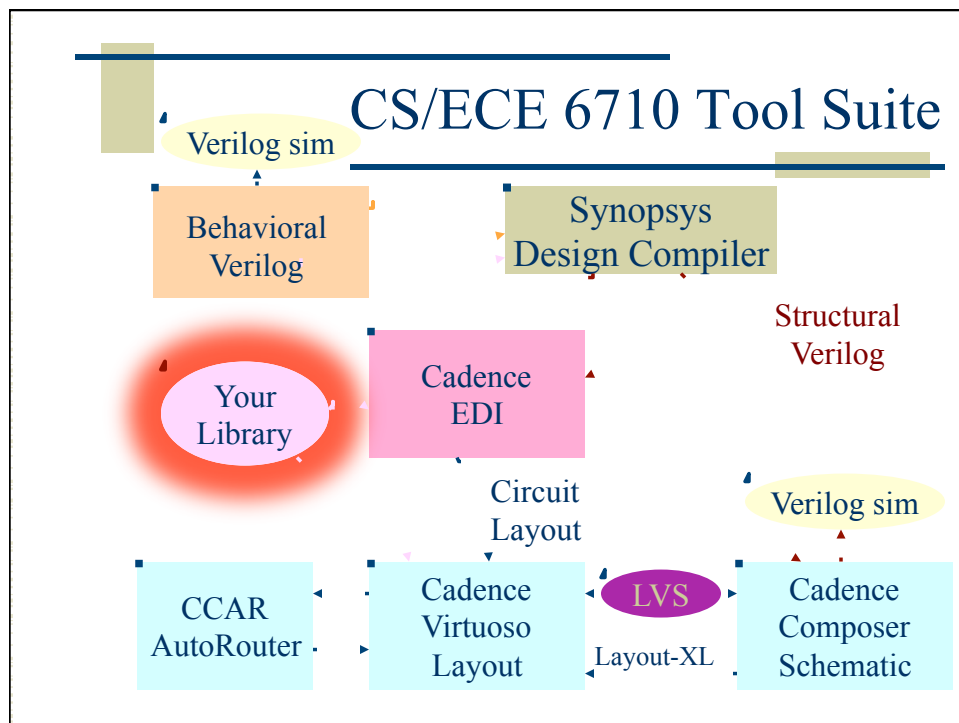 CS/ECE 6710 Tool Suite
Verilog sim
Behavioral
Verilog
Synopsys
Design Compiler
Structural
Verilog
Your
Library
Cadence
EDI
Circuit
Layout
Verilog sim
CCAR
AutoRouter
Cadence
Virtuoso
Layout
LVS
Layout-XL
Cadence
Composer
Schematic